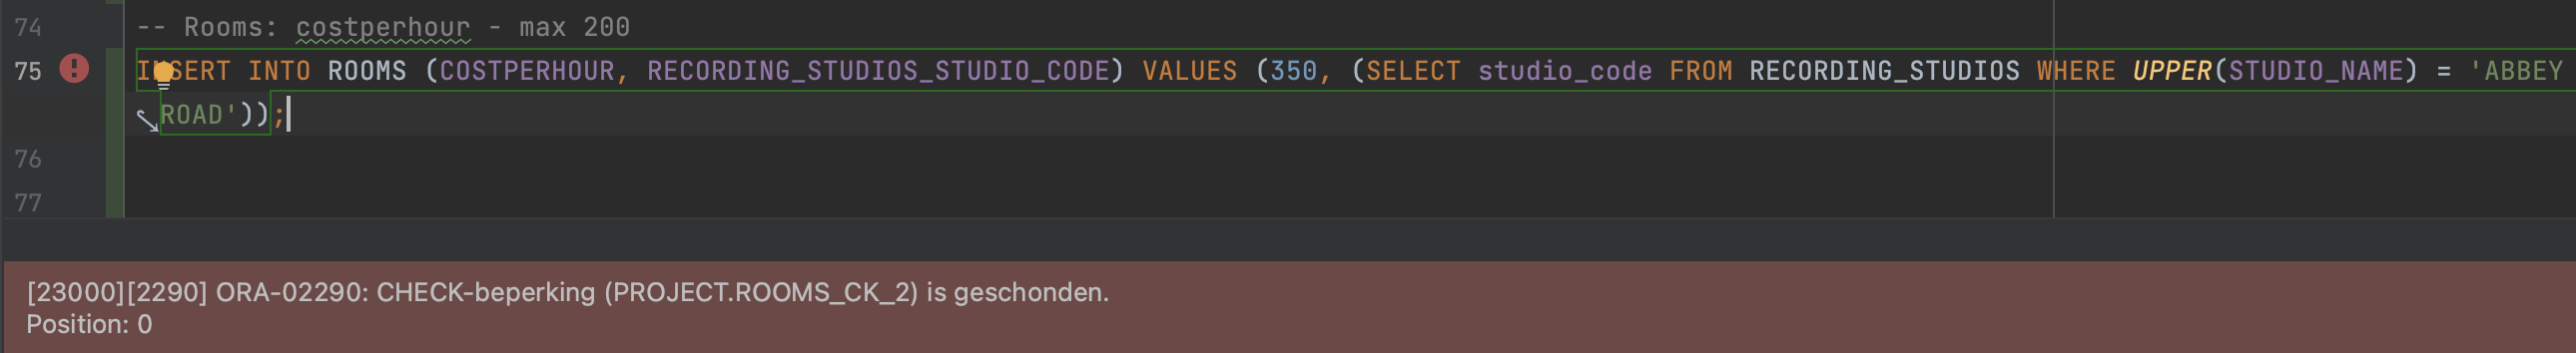 74 -- Rooms: costperhour - max 200
75 INSERT INTO ROOMS (COSTPERHOUR, RECORDING_STUDIOS_STUDIO_CODE) VALUES (350, (SELECT studio_code FROM RECORDING_STUDIOS WHERE UPPER(STUDIO_NAME) = 'ABBEY
ROAD'));
76
77
[23000][2290] ORA-02290: CHECK-beperking (PROJECT.ROOMS_CK_2) is geschonden.
Position: 0